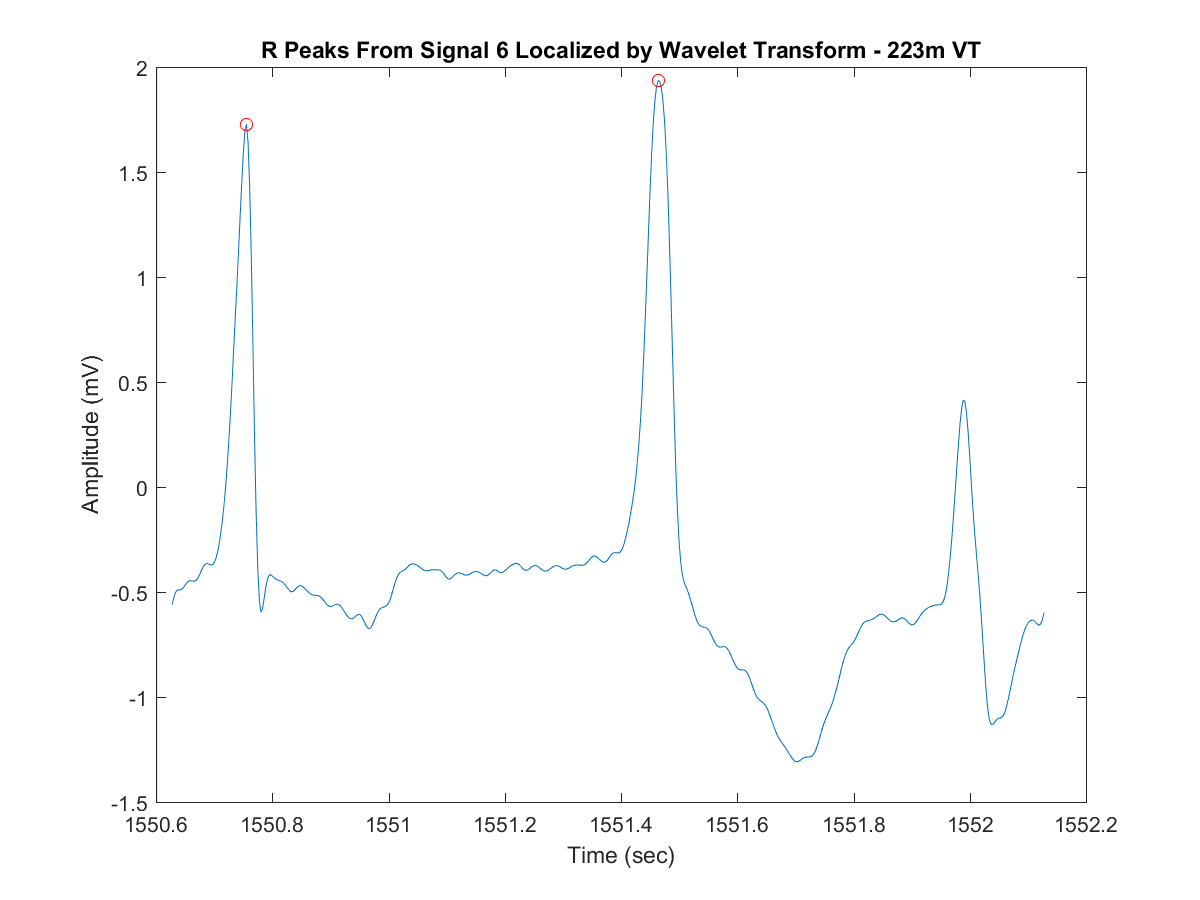 R Peaks From Signal 6 Localized by Wavelet Transform - 223m VT
2
1.5
1
0.5
0
-0.5
-1
-1.5
Amplitude (mV)
1550.6 1550.8 1551 1551.2 1551.4 1551.6 1551.8 1552 1552.2
Time (sec)